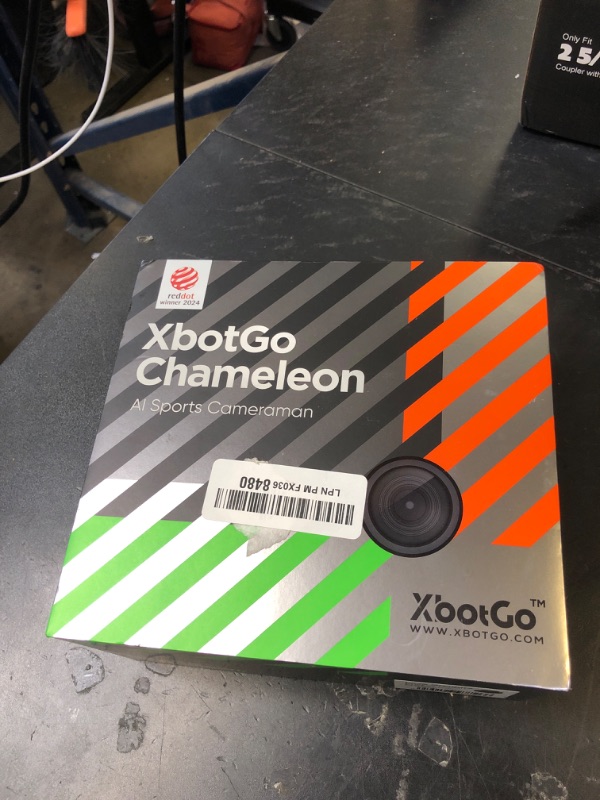 Only Fit
2 5/
Coupler with
reddot
winner 2024
XbotGo
Chameleon
AI Sports Cameraman
LPN PM FX036 8480
XbotGo™
WWW.XBOTGO.COM